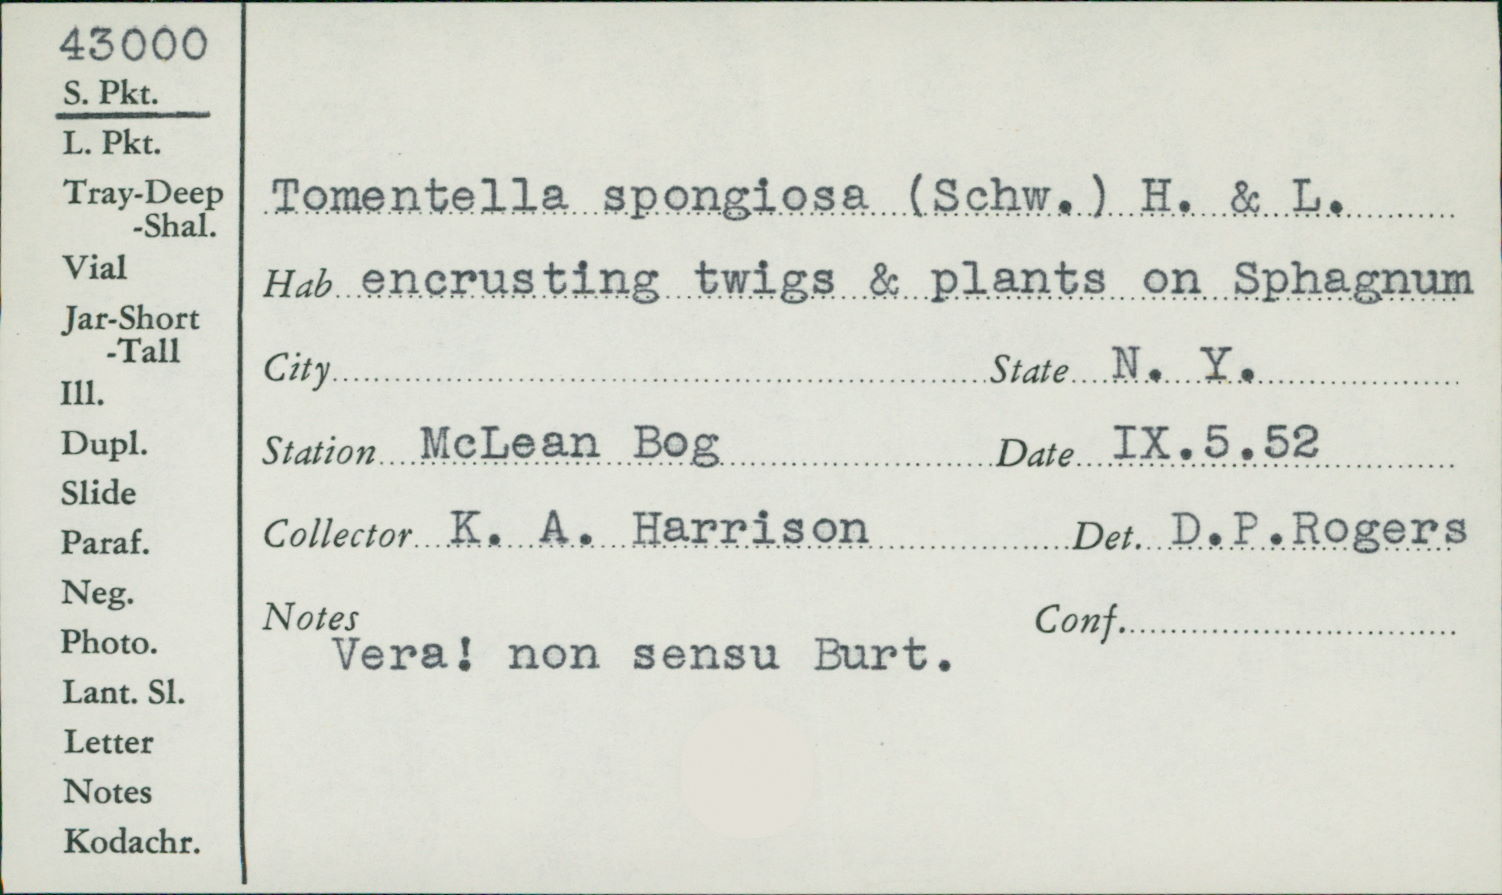 43000
S. Pkt.
L. Pkt.
Tray-Deep
-Shal.
Vial
Jar-Short
-Tall
Ill.
Dupl.
Slide
Paraf.
Neg.
Photo.
Lant. Sl.
Letter
Notes
Kodachr.
Tomentella spongiosa (Schw.) H. & L.
Hab encrusting twigs & plants on Sphagnum
City State N. Y.
Station McLean Bog Date IX.5.52
Collector K. A. Harrison Det. D.P.Rogers
Notes Conf.
Vera! non sensu Burt.